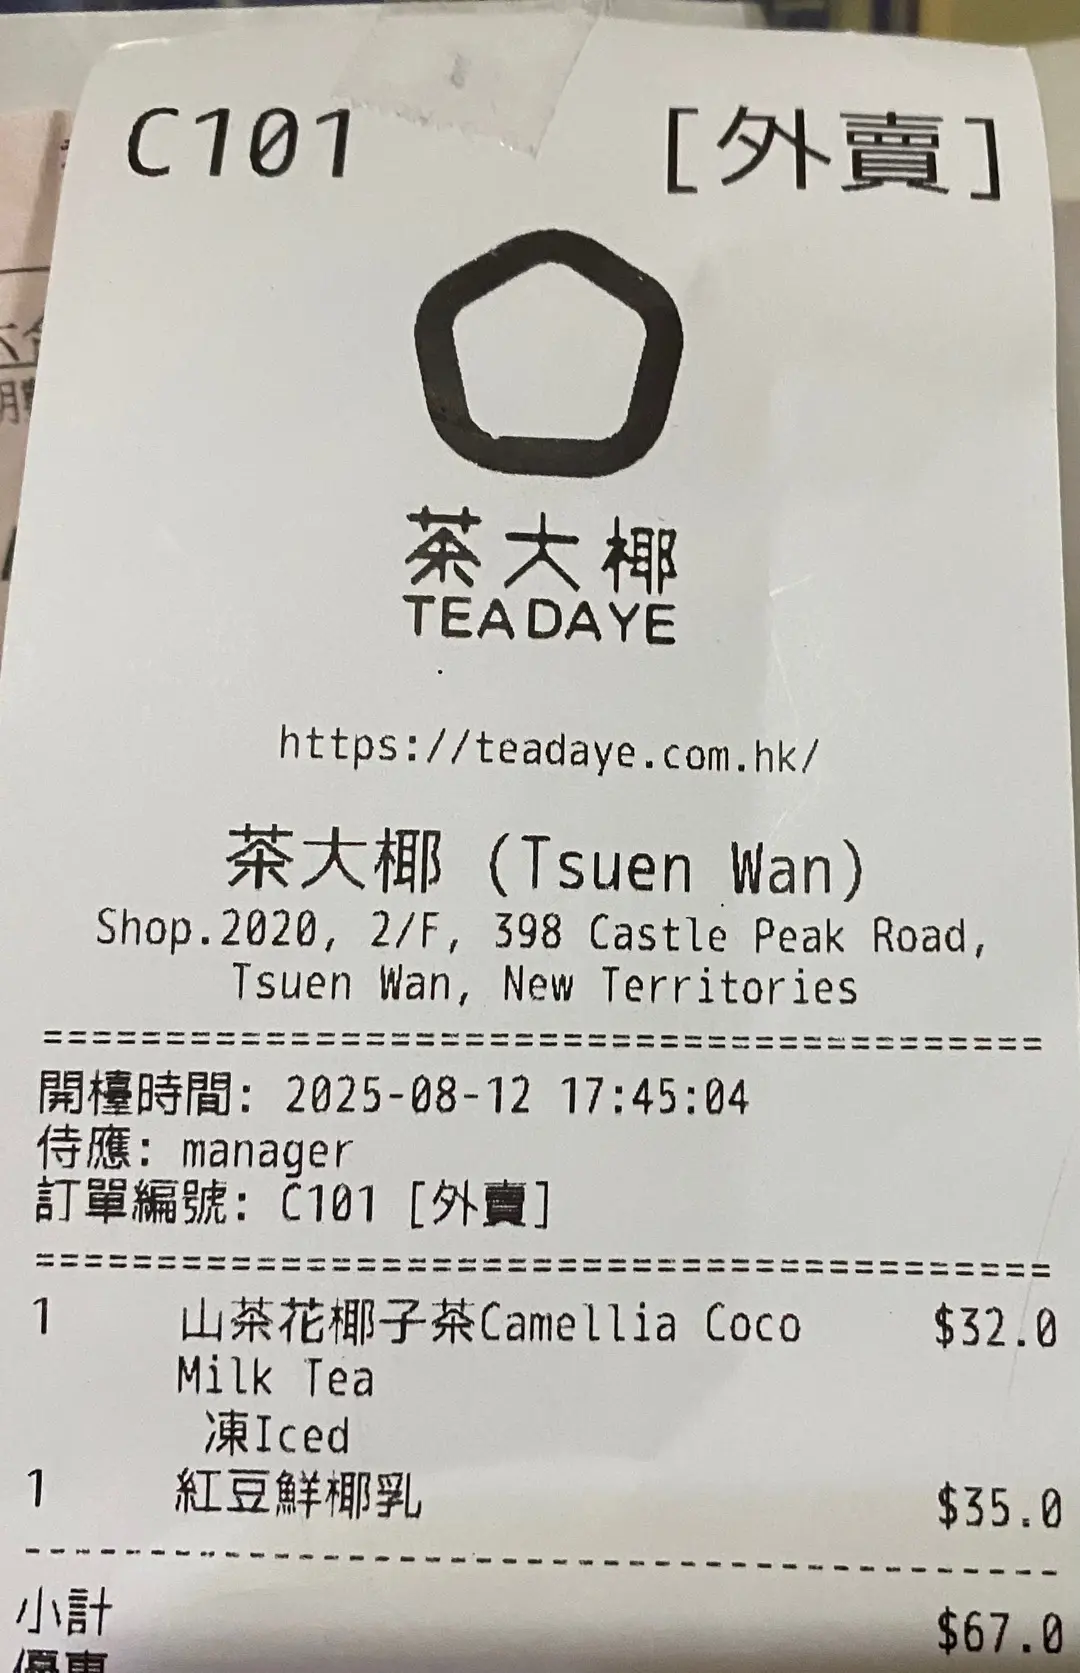 C101 [外賣]
茶大椰
TEADAYE
https://teadaye.com.hk/
茶大椰 (Tsuen Wan)
Shop.2020, 2/F, 398 Castle Peak Road,
Tsuen Wan, New Territories
==========================================
開檯時間: 2025-08-12 17:45:04
侍應: manager
訂單編號: C101 [外賣]
==========================================
1 山茶花椰子茶Camellia Coco $32.0
Milk Tea
凍Iced
1 紅豆鮮椰乳 $35.0
------------------------------------------
小計 $67.0
優惠